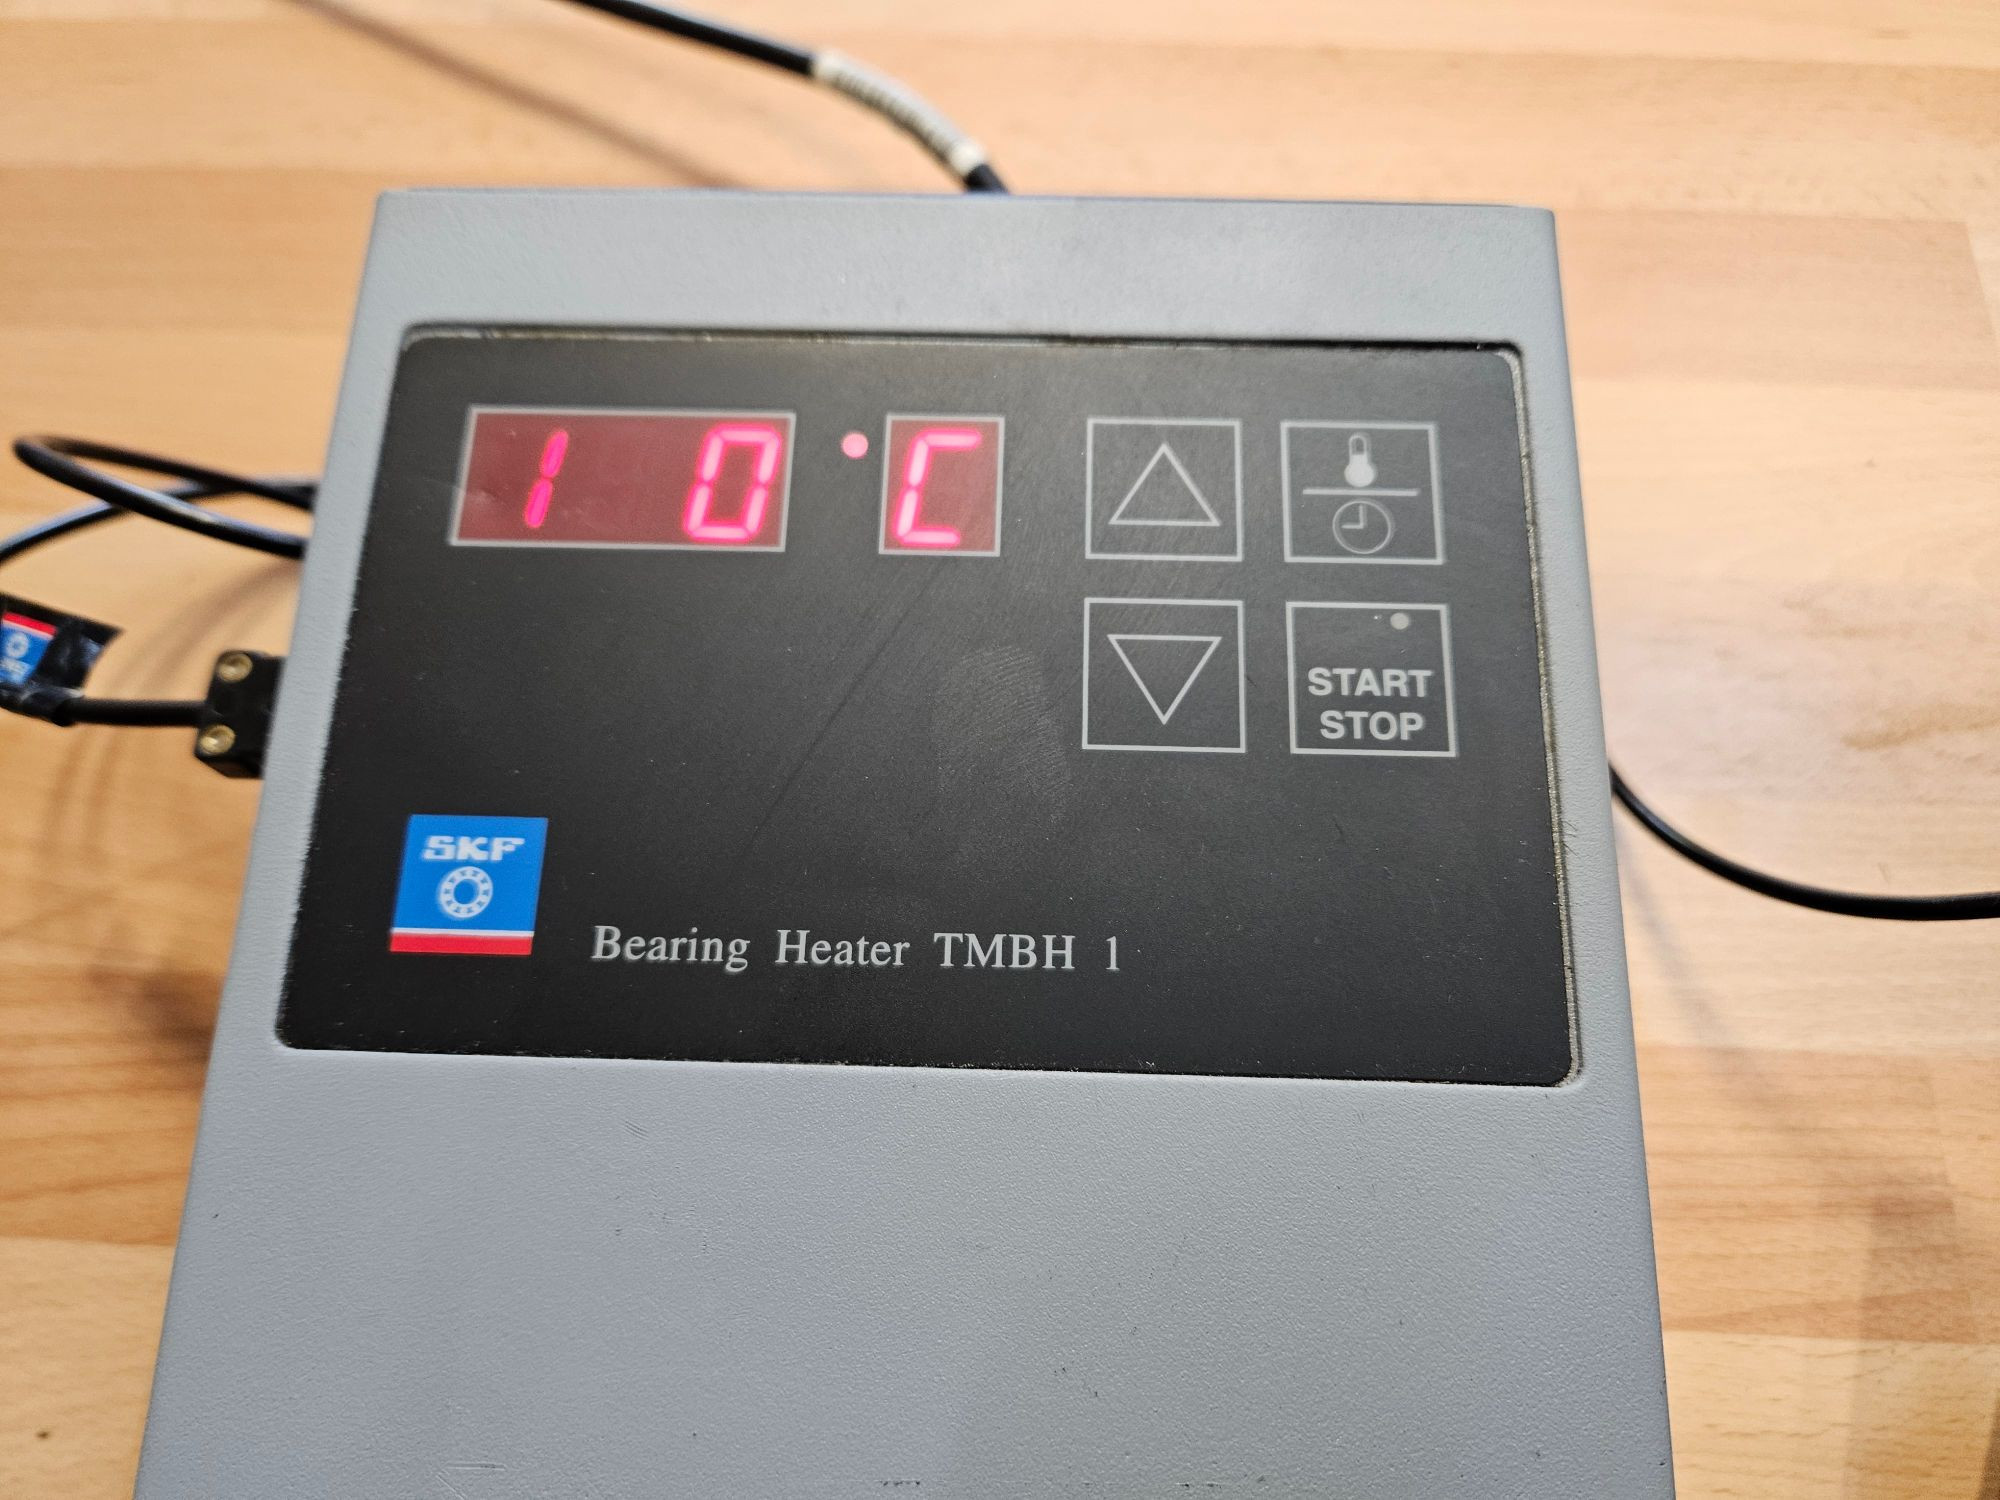 1 0 °C
START
STOP
SKF
Bearing Heater TMBH 1